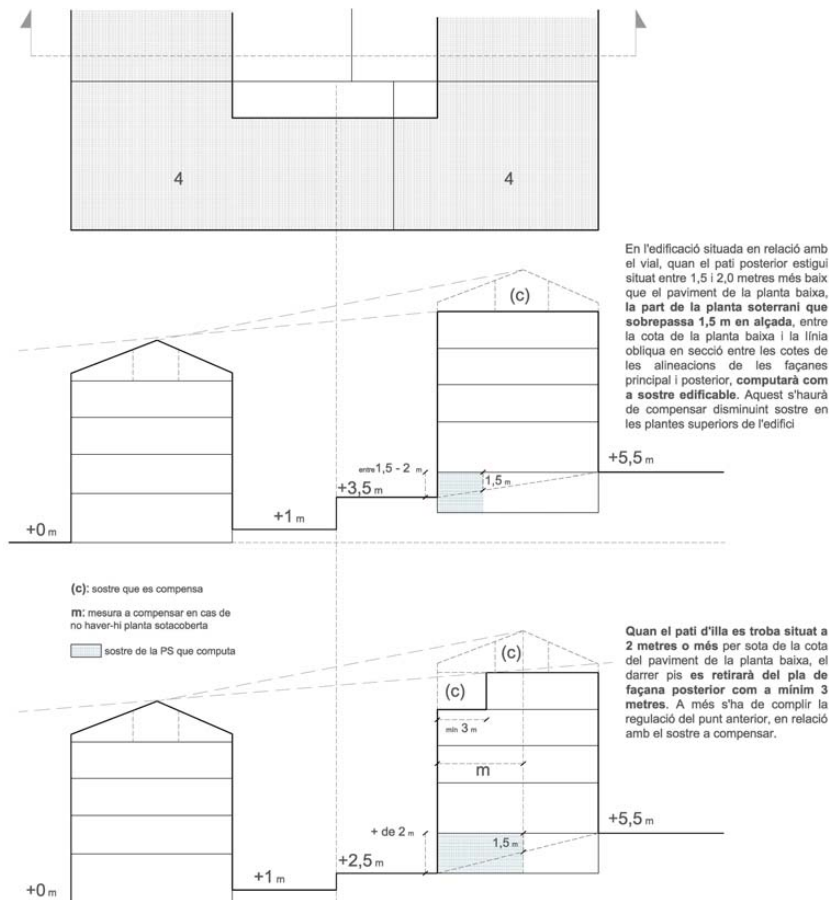 4
4
En l'edificació situada en relació amb
el vial, quan el pati posterior estigui
situat entre 1,5 i 2,0 metres més baix
que el paviment de la planta baixa,
la part de la planta soterrani que
sobrepassa 1,5 m en alçada, entre
la cota de la planta baixa i la línia
obliqua en secció entre les cotes de
les alineacions de les façanes
principal i posterior, computarà com
a sostre edificable. Aquest s'haurà
de compensar disminuint sostre en
les plantes superiors de l'edifici
(c)
+5,5 m
entre 1,5 - 2 m
1,5 m
+3,5 m
+1 m
+0 m
(c): sostre que es compensa
m: mesura a compensar en cas de
no haver-hi planta sotacoberta
sostre de la PS que computa
Quan el pati d'illa es troba situat a
2 metres o més per sota de la cota
del paviment de la planta baixa, el
darrer pis es retirarà del pla de
façana posterior com a mínim 3
metres. A més s'ha de complir la
regulació del punt anterior, en relació
amb el sostre a compensar.
(c)
(c)
mín 3 m
m
+5,5 m
+ de 2 m
1,5 m
+2,5 m
+1 m
+0 m